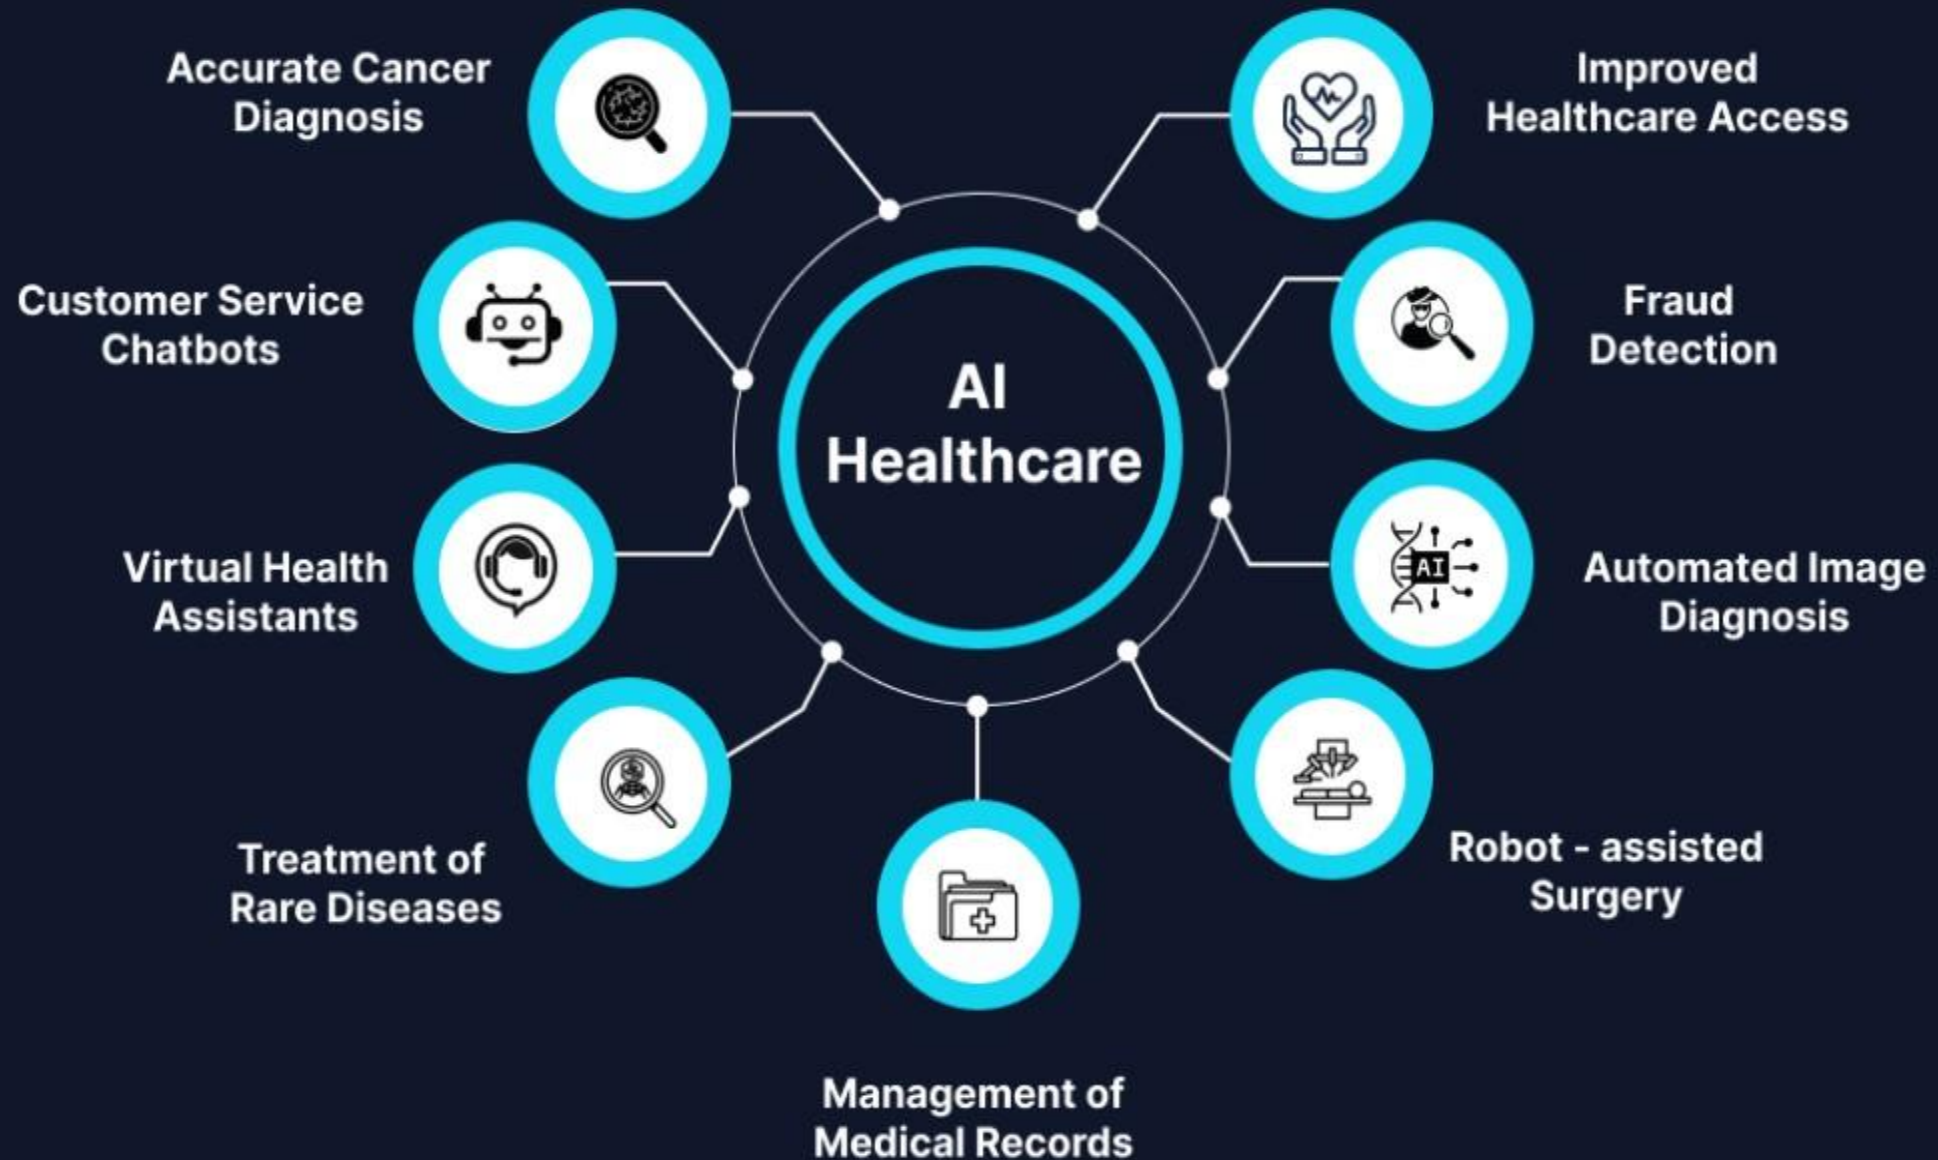 Accurate Cancer
Diagnosis
Improved
Healthcare Access
Customer Service
Chatbots
Fraud
Detection
AI
Healthcare
Virtual Health
Assistants
AI
Automated Image
Diagnosis
Treatment of
Rare Diseases
Robot - assisted
Surgery
Management of
Medical Records